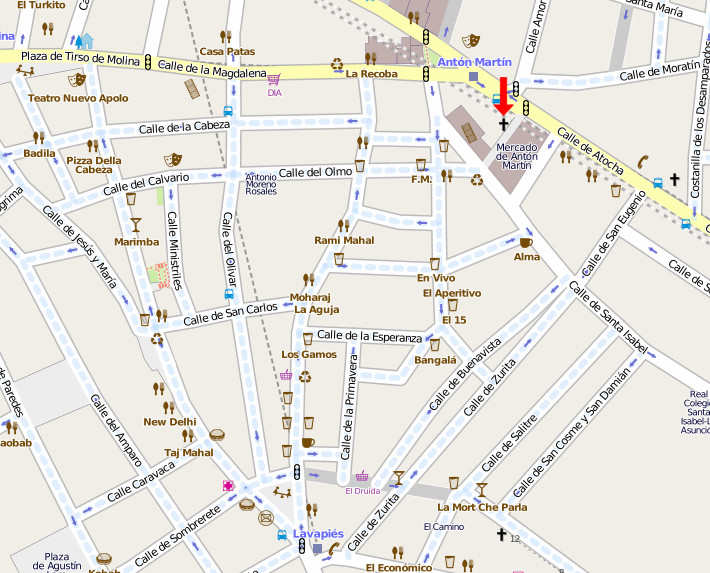 El Turkito
Santa María
Calle Amor
Casa Patas
ina
Plaza de Tirso de Molina
Antón Martín
Calle de la Magdalena
La Recoba
Calle de Moratín
DIA
Teatro Nuevo Apolo
Costanilla de los Desamparados
Calle de la Cabeza
Calle de Atocha
Badila
Pizza Della
Cabeza
Mercado
de Antón
Martín
Calle del Olmo
Calle del Calvario
Antonio
Moreno
Rosales
F.M.
agrima
Calle de Jesús y María
Calle Ministriles
Calle del Olivar
Calle de San Eugenio
Marimba
Rami Mahal
Alma
Calle de S
En Vivo
El Aperitivo
Moharaj
La Aguja
Calle de San Carlos
El 15
Calle de Santa Isabel
Calle de la Esperanza
Los Gamos
Bangalá
Calle de Buenavista
Calle de Zurita
Calle de la Primavera
de Paredes
Calle del Amparo
New Delhi
Calle de Salitre
Calle de San Cosme y San Damián
Real
Colegio
Santa
Isabel-L
Asunció
aobab
Taj Mahal
Calle Caravaca
El Druida
Calle de Zurita
La Mort Che Parla
Calle de Sombrerete
El Camino
Lavapiés
12
Plaza
de Agustín
Kebab
El Económico